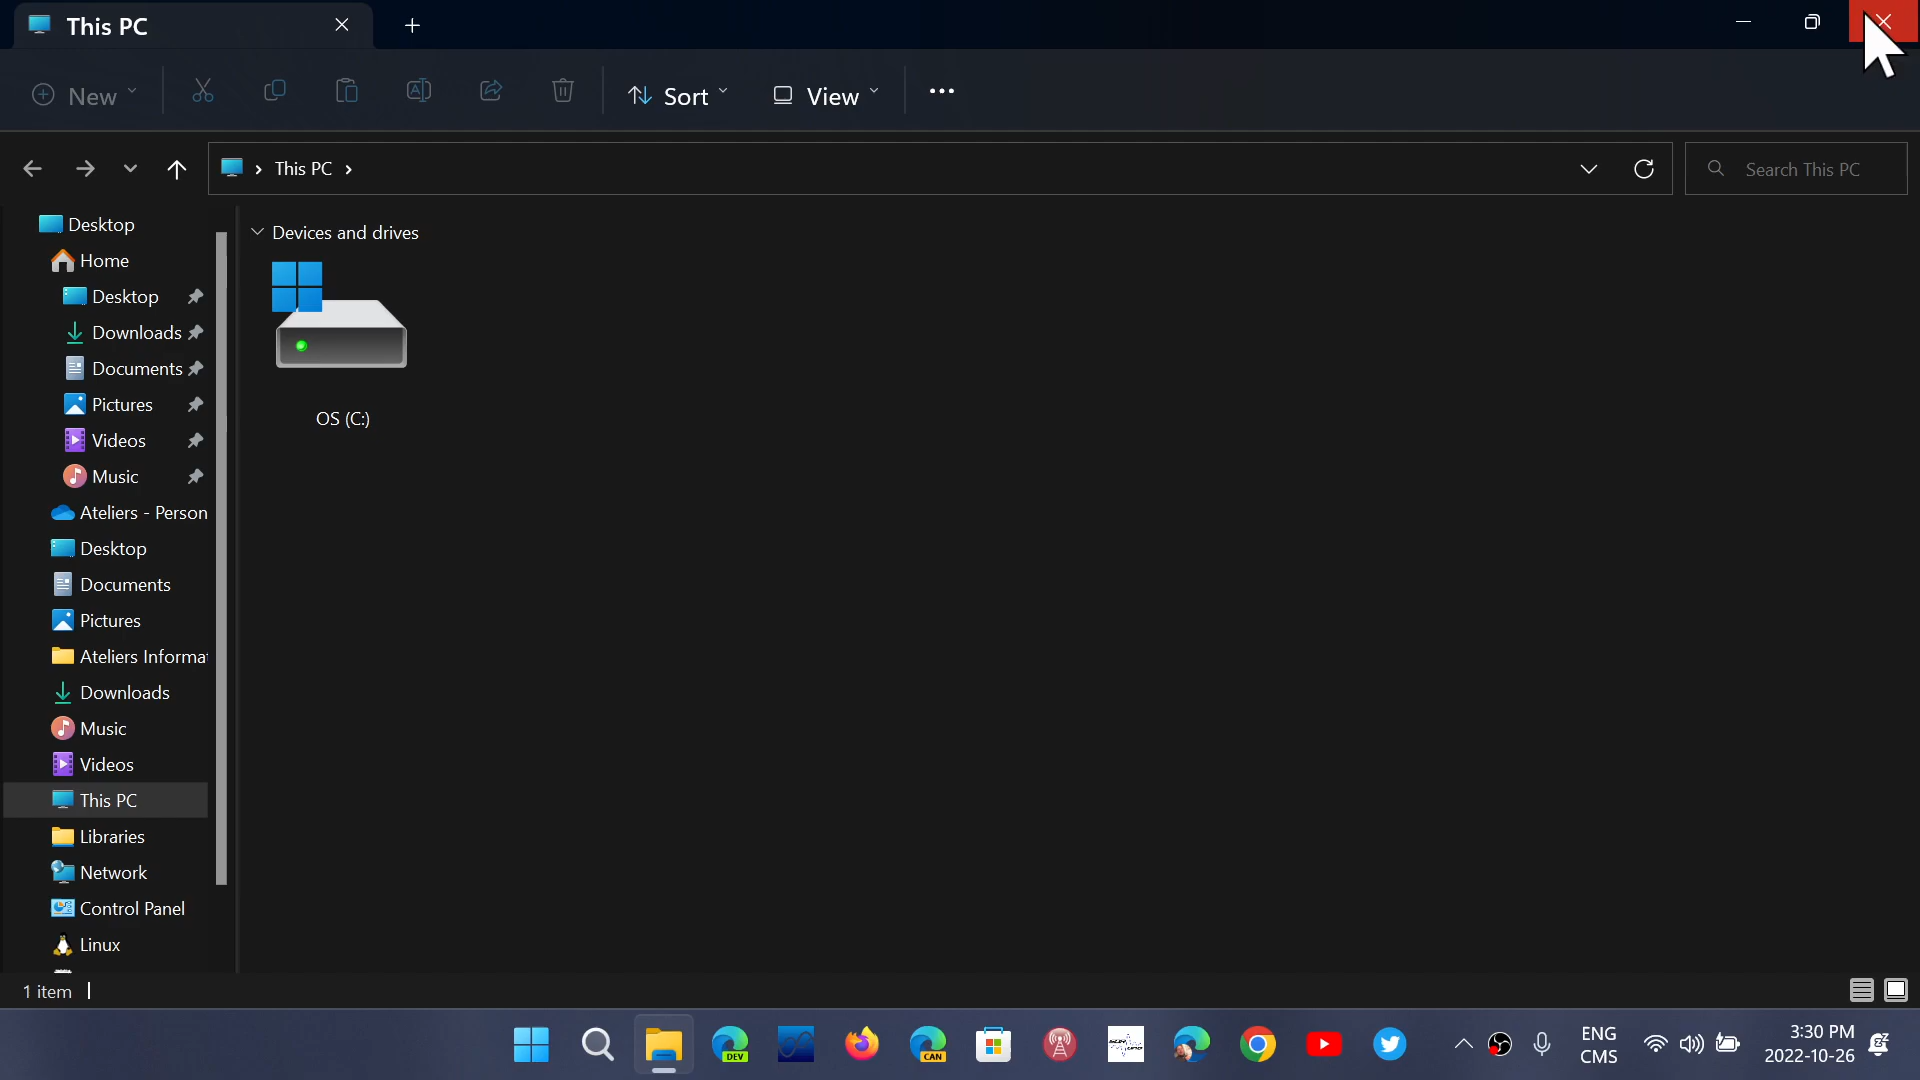 This PC
New
Sort
View
This PC
Search This PC
Desktop
Home
Desktop
Downloads
Documents
Pictures
Videos
Music
Ateliers - Person
Desktop
Documents
Pictures
Ateliers Informa
Downloads
Music
Videos
This PC
Libraries
Network
Control Panel
Linux
Devices and drives
OS (C:)
1 item
DEV
CAN
ENG
CMS
3:30 PM
2022-10-26